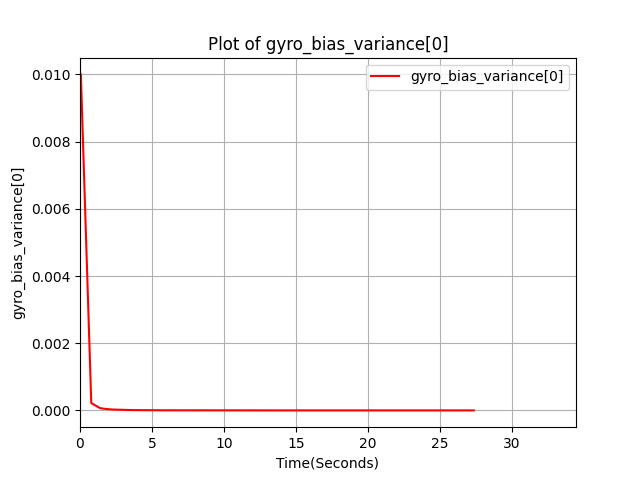 Plot of gyro_bias_variance[0]
gyro_bias_variance[0]
0.010
0.008
0.006
0.004
0.002
0.000
gyro_bias_variance[0]
0 5 10 15 20 25 30
Time(Seconds)